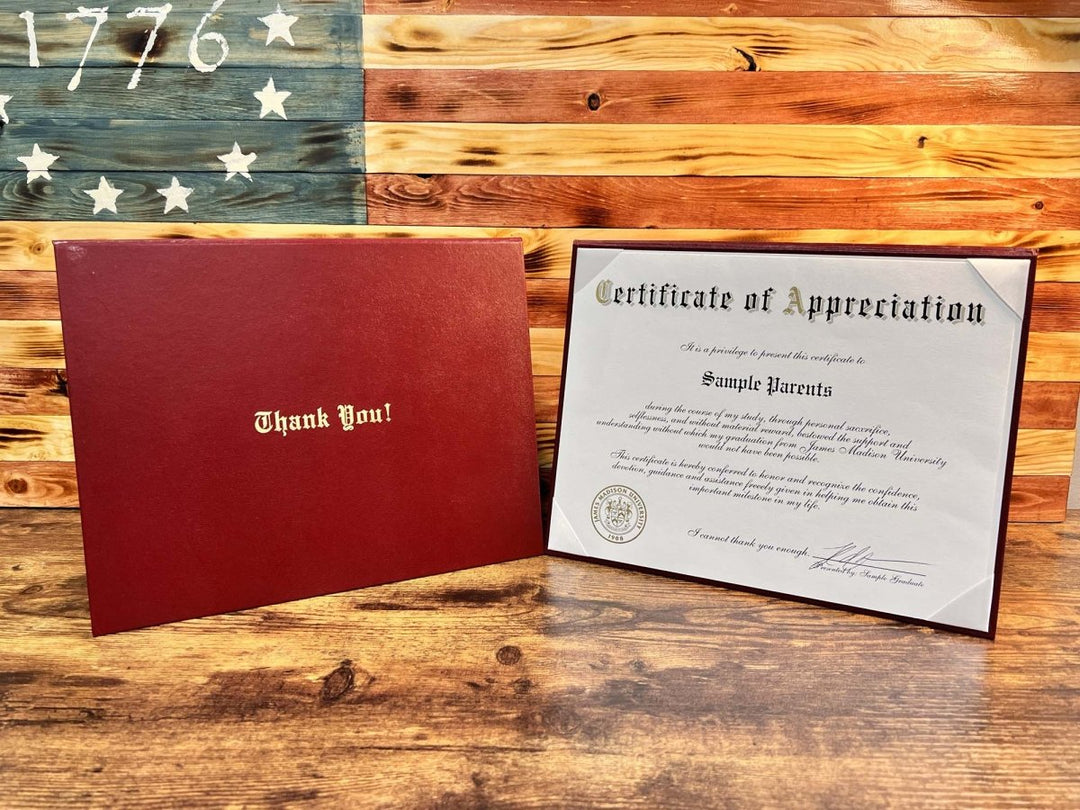 1776
Thank You!
Certificate of Appreciation
It is a privilege to present this certificate to
Sample Parents
during the course of my study, through personal sacxrifice,
selflessness, and without material reward, bestowed the support and
understanding without which my graduation from James Madison University
would not have been possible.
This certificate is hereby conferred to honor and recognize the confidence,
devotion, guidance and assistance freeely given in helping me obtain this
important milestone in my life.
JAMES MADISON UNIVERSITY
1908
I cannot thank you enough.
Presented by: Sample Graduate